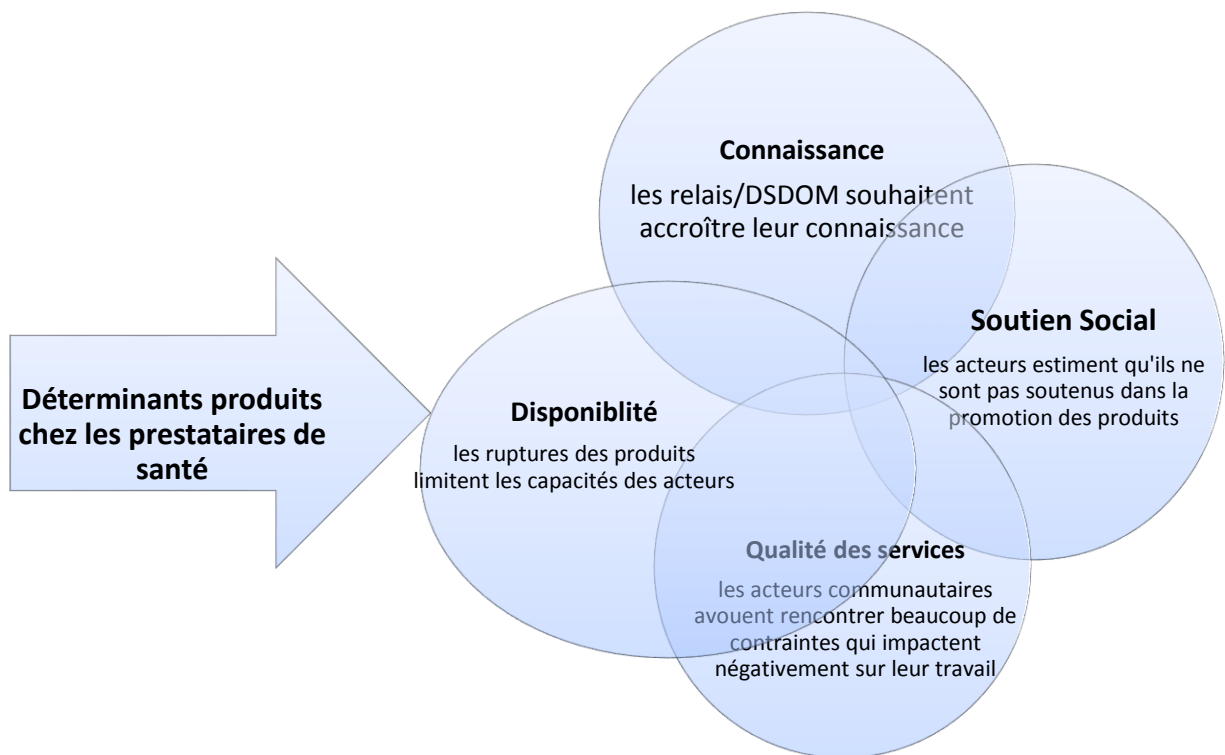 Déterminants produits
chez les prestataires de
santé
Connaissance
les relais/DSDOM souhaitent
accroître leur connaissance
Soutien Social
les acteurs estiment qu'ils ne
sont pas soutenus dans la
promotion des produits
Disponiblité
les ruptures des produits
limitent les capacités des acteurs
Qualité des services
les acteurs communautaires
avouent rencontrer beaucoup de
contraintes qui impactent
négativement sur leur travail